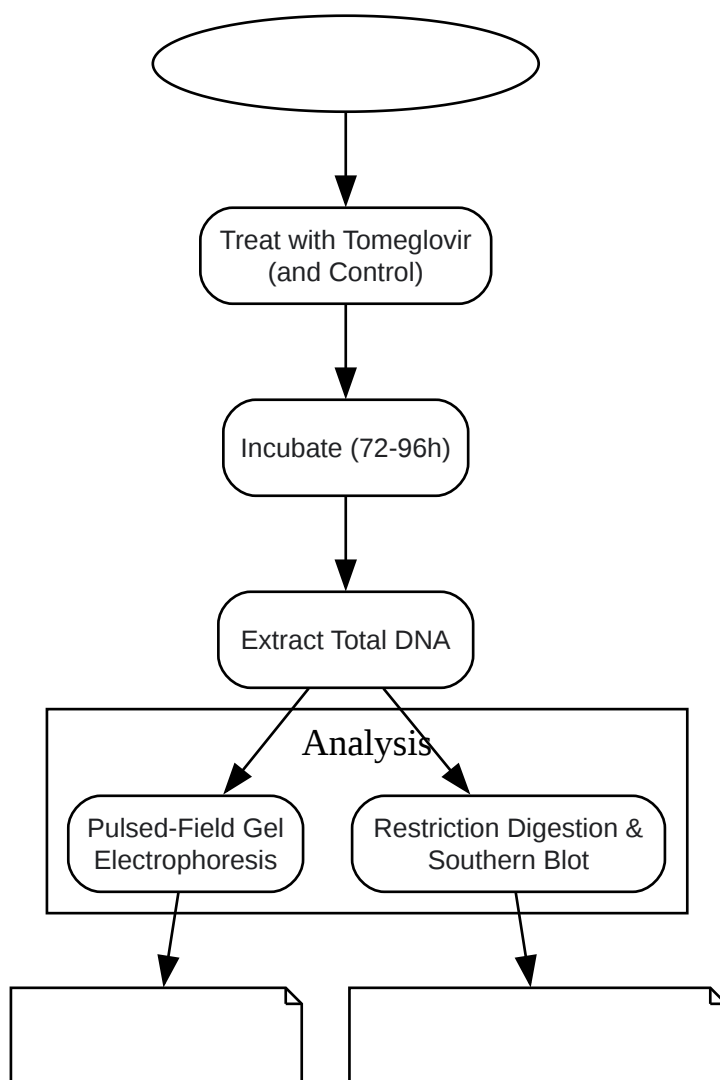 Treat with Tomeglovir
(and Control)
Incubate (72-96h)
Extract Total DNA
Analysis
Pulsed-Field Gel
Electrophoresis
Restriction Digestion &
Southern Blot